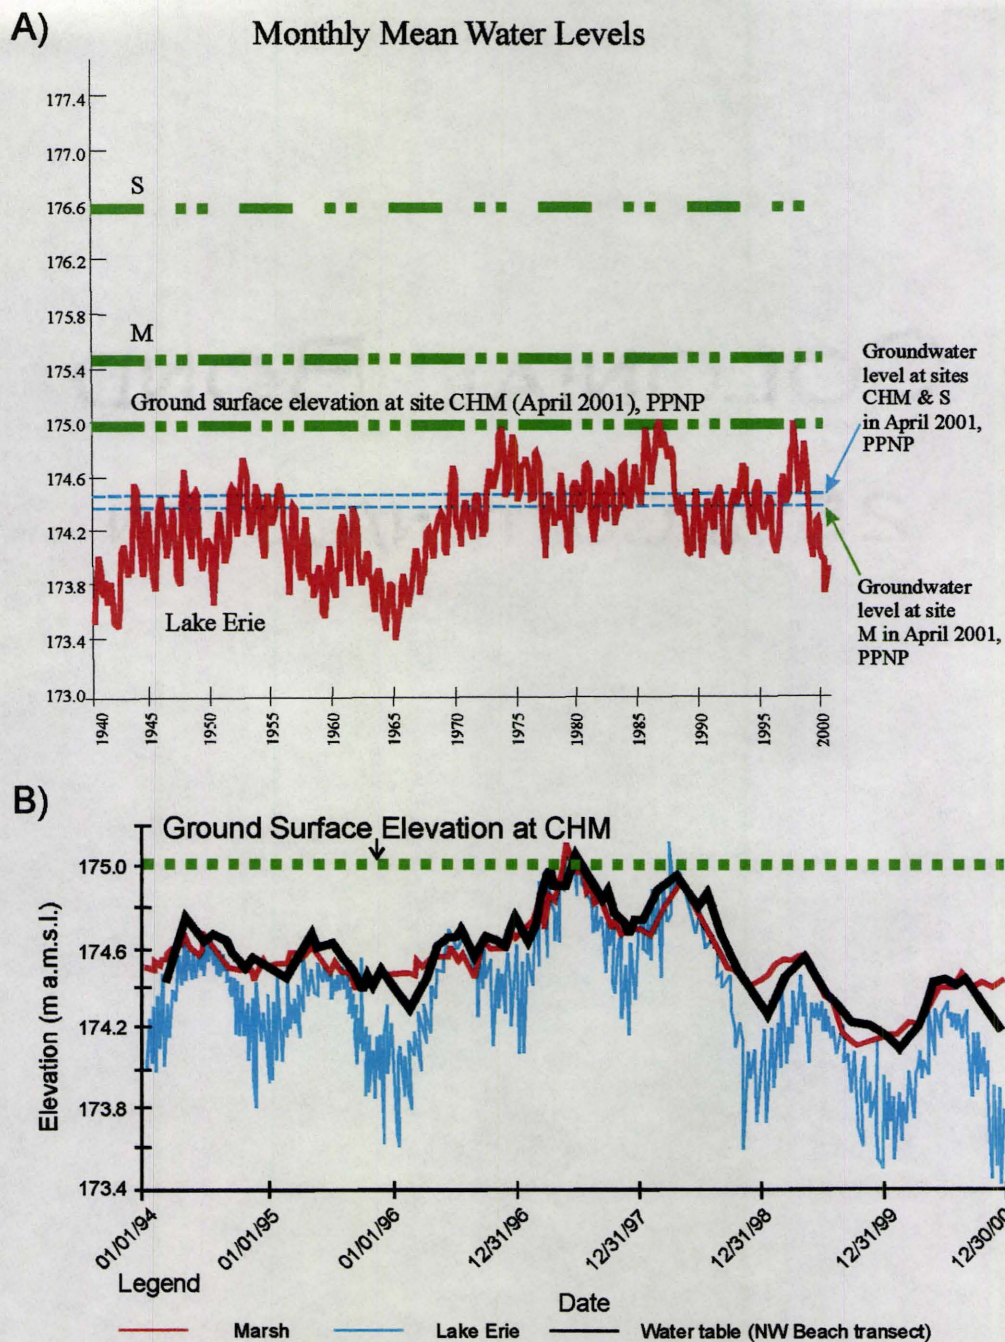 A)
Monthly Mean Water Levels
177.4
177.0
S
176.6
176.2
175.8
M
175.4
Ground surface elevation at site CHM (April 2001), PPNP
175.0
174.6
174.2
173.8
Lake Erie
173.4
173.0
Groundwater
level at sites
CHM & S
in April 2001,
PPNP
Groundwater
level at site
M in April 2001,
PPNP
1940
1945
1950
1955
1960
1965
1970
1975
1980
1985
1990
1995
2000
B)
Ground Surface Elevation at CHM
175.0
174.6
174.2
173.8
173.4
Elevation (m a.m.s.l.)
01/01/94
01/01/95
01/01/96
12/31/96
12/31/97
12/31/98
12/31/99
12/30/00
Legend
Date
Marsh
Lake Erie
Water table (NW Beach transect)